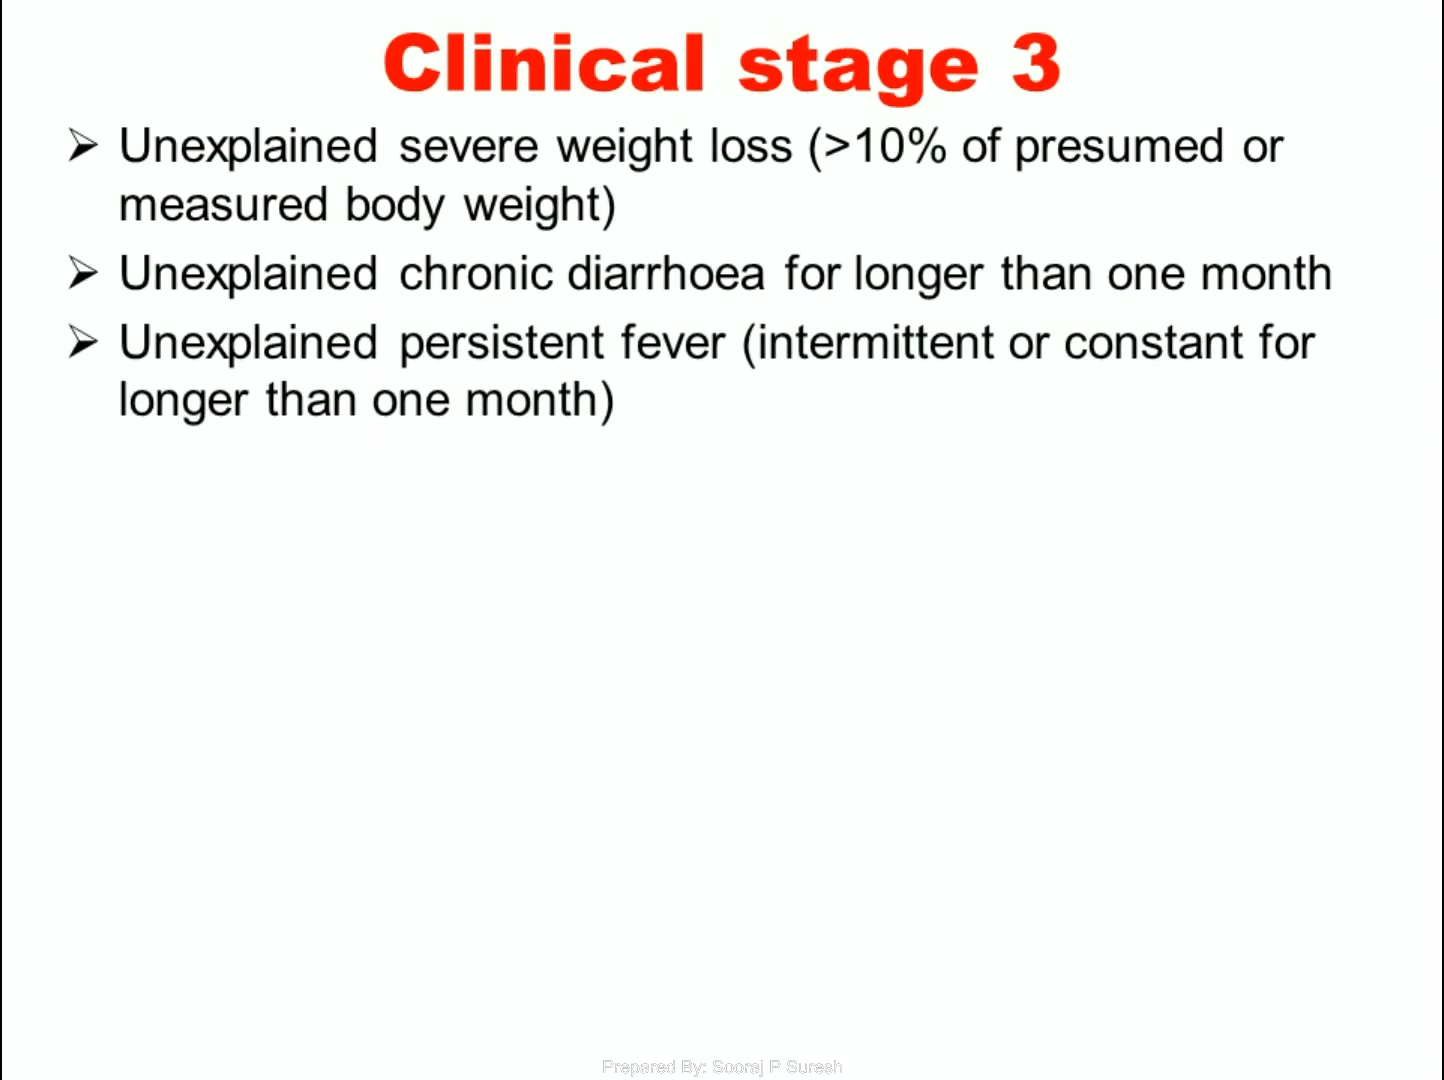 Clinical stage 3
➢ Unexplained severe weight loss (>10% of presumed or
measured body weight)
➢ Unexplained chronic diarrhoea for longer than one month
➢ Unexplained persistent fever (intermittent or constant for
longer than one month)
Prepared By: Sooraj P Suresh